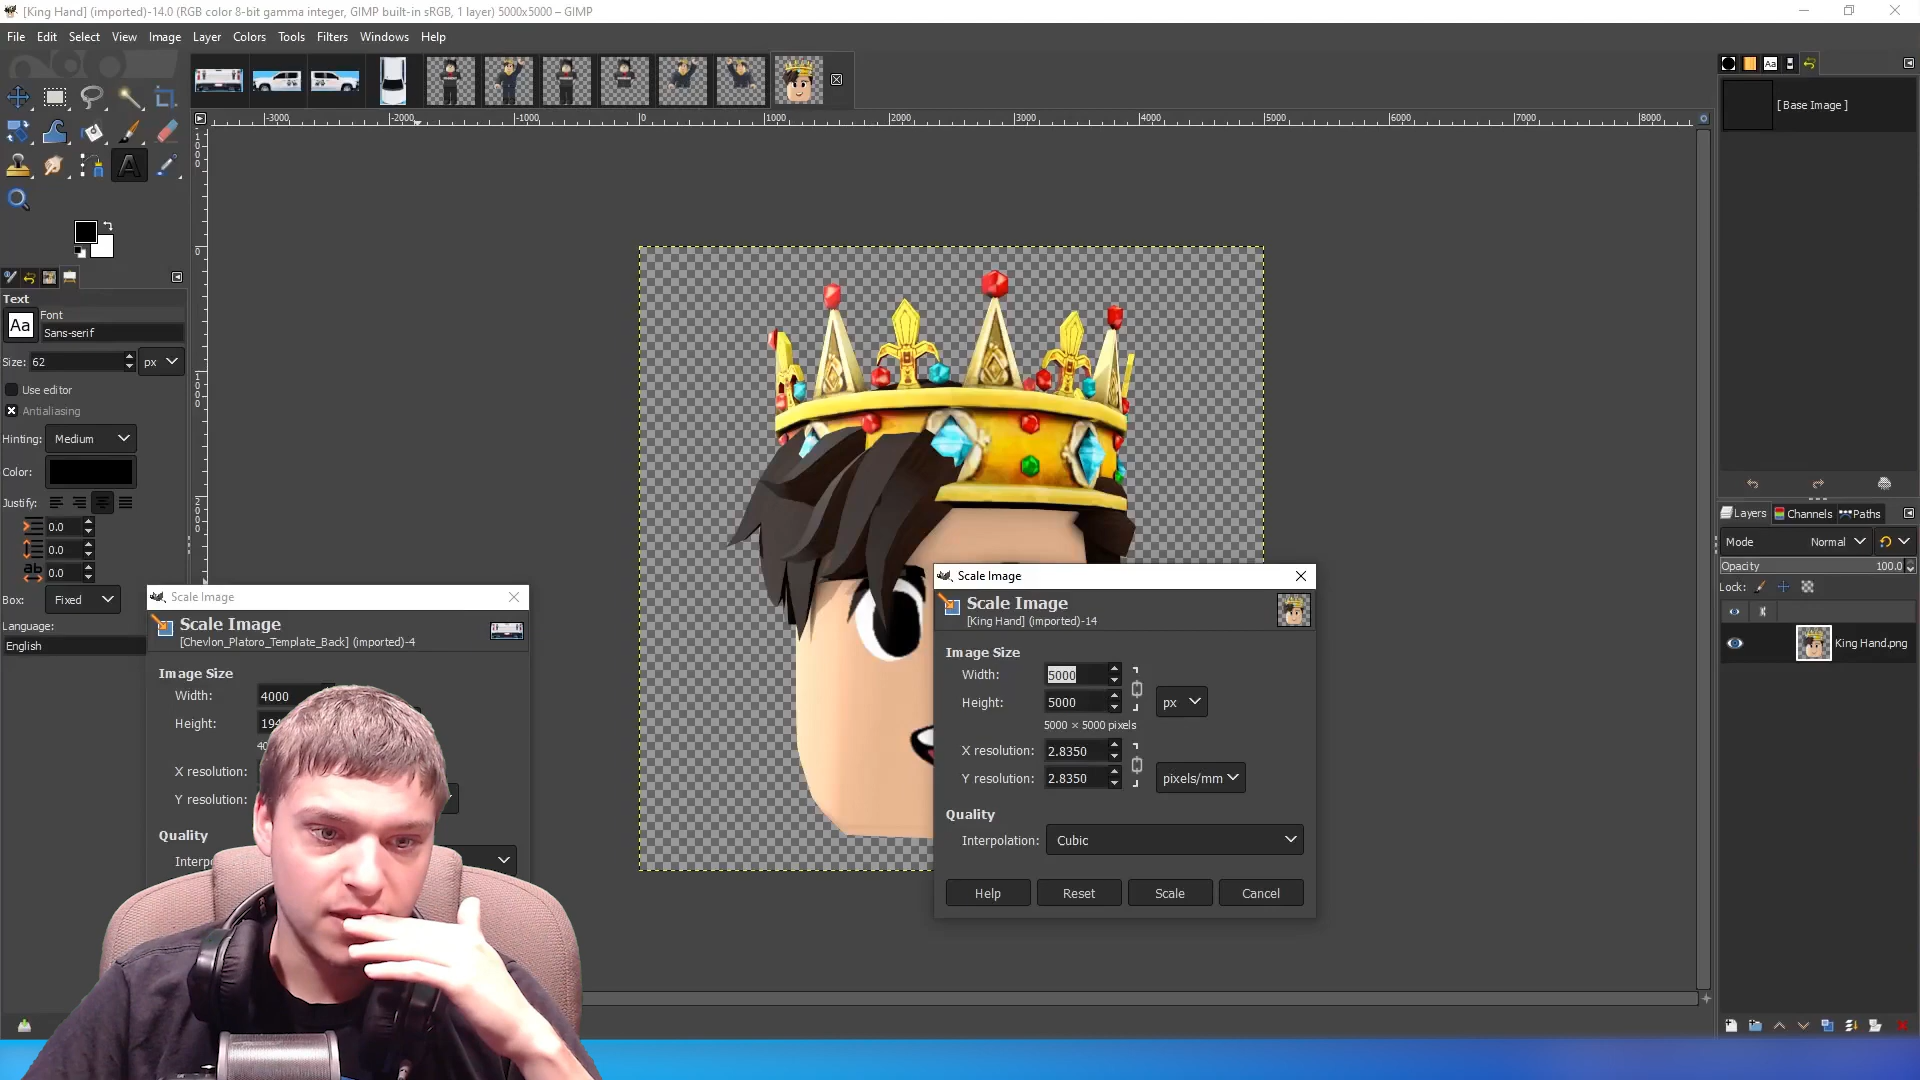 [King Hand] (imported)-14.0 (RGB color 8-bit gamma integer, GIMP built-in sRGB, 1 layer) 5000x5000 – GIMP
File Edit Select View Image Layer Colors Tools Filters Windows Help
-3000 -2000 -1000 0 1000 2000 3000 4000 5000 6000 7000 8000
[ Base Image ]
Text
Aa Font
Sans-serif
Size: 62 px
Use editor
Antialiasing
Hinting: Medium
Color:
Justify:
0.0
0.0
0.0
Box: Fixed
Language:
English
Scale Image
Scale Image
[Chevlon_Platoro_Template_Back] (imported)-4
Image Size
Width: 4000
Height: 194
X resolution:
Y resolution:
Quality
Scale Image
Scale Image
[King Hand] (imported)-14
Image Size
Width: 5000
Height: 5000 px
5000 × 5000 pixels
X resolution: 2.8350
Y resolution: 2.8350 pixels/mm
Quality
Interpolation: Cubic
Help Reset Scale Cancel
Layers Channels Paths
Mode Normal
Opacity 100.0
Lock:
King Hand.png